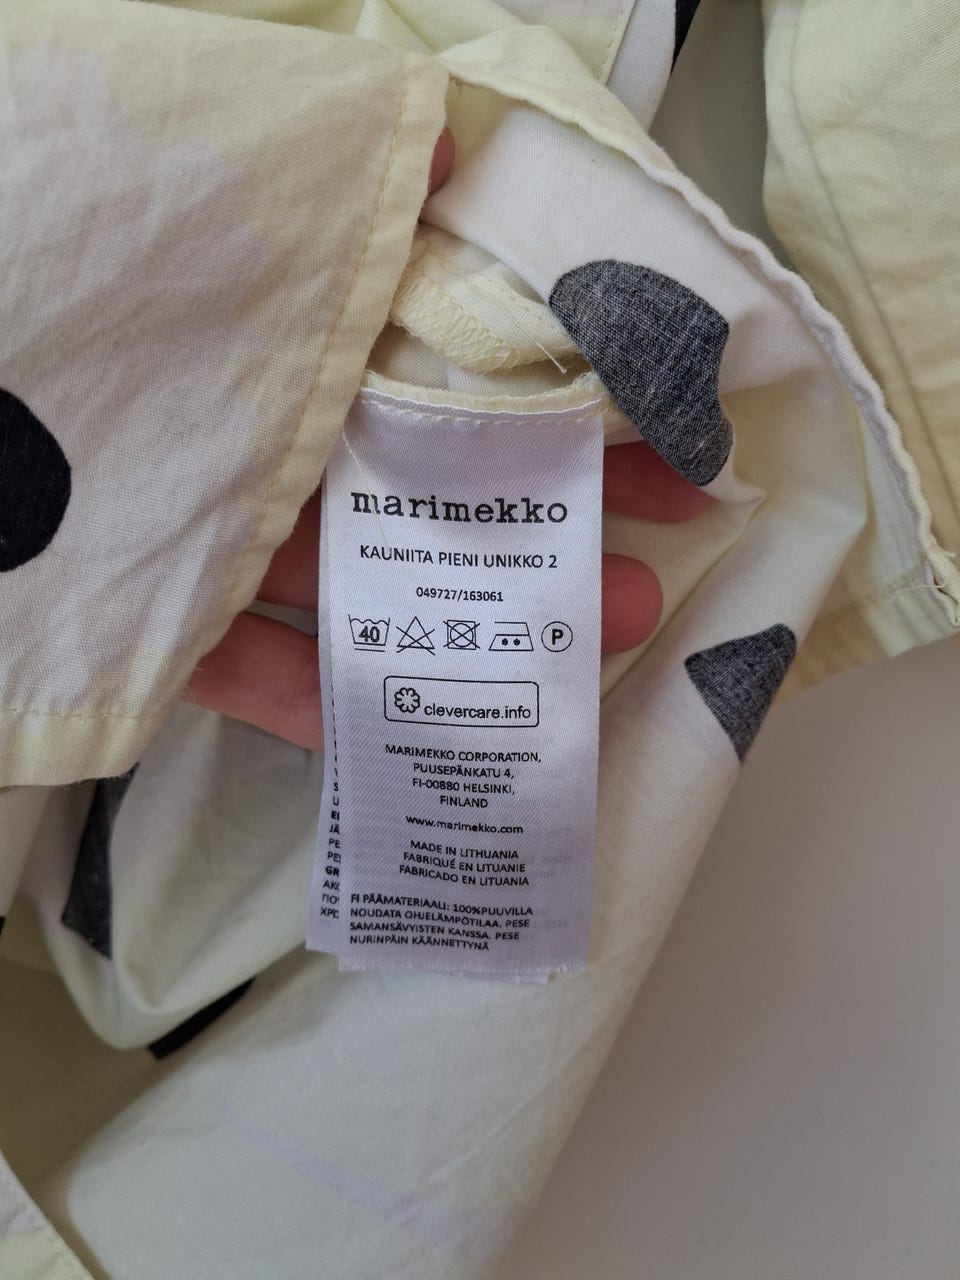 marimekko
KAUNIITA PIENI UNIKKO 2
049727/163061
40 P
clevercare.info
MARIMEKKO CORPORATION,
PUUSEPÄNKATU 4,
FI-00880 HELSINKI,
FINLAND
www.marimekko.com
MADE IN LITHUANIA
FABRIQUÉ EN LITUANIE
FABRICADO EN LITUANIA
FI PÄÄMATERIAALI: 100%PUUVILLA
NOUDATA OHJELÄMPÖTILAA. PESE
SAMANSÄVYISTEN KANSSA. PESE
NURINPÄIN KÄÄNNETTYNÄ